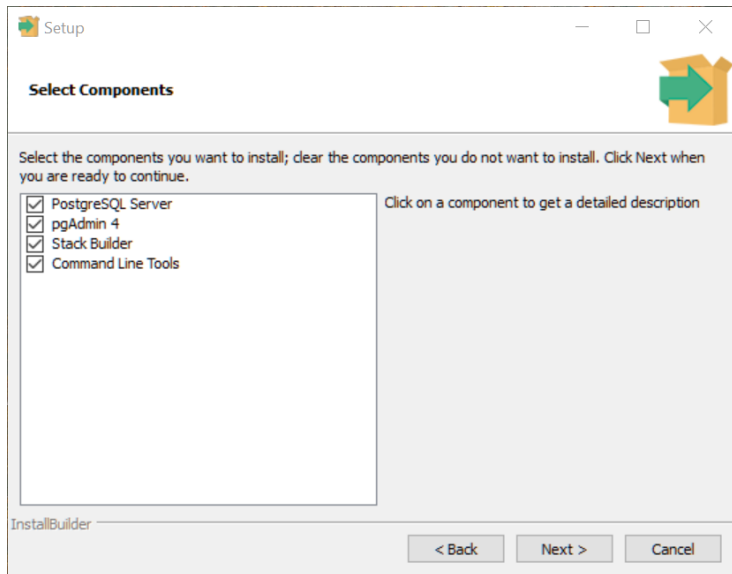 Setup
Select Components
Select the components you want to install; clear the components you do not want to install. Click Next when
you are ready to continue.
PostgreSQL Server
pgAdmin 4
Stack Builder
Command Line Tools
Click on a component to get a detailed description
InstallBuilder
< Back
Next >
Cancel